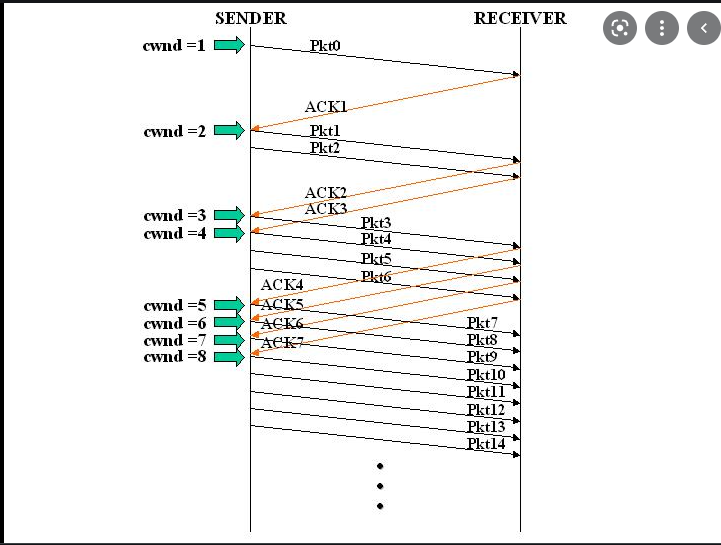 SENDER RECEIVER
cwnd =1 Pkt0
ACK1
cwnd =2 Pkt1
Pkt2
ACK2
ACK3
cwnd =3 Pkt3
cwnd =4 Pkt4
Pkt5
Pkt6
ACK4
cwnd =5 ACK5
cwnd =6 ACK6 Pkt7
cwnd =7 ACK7 Pkt8
cwnd =8 Pkt9
Pkt10
Pkt11
Pkt12
Pkt13
Pkt14